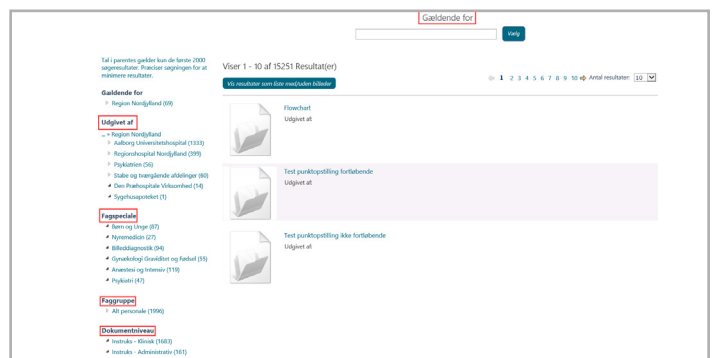 Gældende for
Vælg
Tal i parentes gælder kun de første 2000
søgeresultater. Præciser søgningen for at
minimere resultater.
Gældende for
Region Nordjylland (69)
Udgivet af
... » Region Nordjylland
Aalborg Universitetshospital (1333)
Regionshospital Nordjylland (399)
Psykiatrien (56)
Stabe og tværgående afdelinger (60)
Den Præhospitale Virksomhed (14)
Sygehusapoteket (1)
Fagspeciale
Børn og Unge (87)
Nyremedicin (27)
Billeddiagnostik (94)
Gynækologi Graviditet og Fødsel (55)
Anæstesi og Intensiv (119)
Psykiatri (47)
Faggruppe
Alt personale (1996)
Dokumentniveau
Instruks - Klinisk (1683)
Instruks - Administrativ (161)
Viser 1 - 10 af 15251 Resultat(er)
Vis resultater som liste med/uden billeder
1 2 3 4 5 6 7 8 9 10 Antal resultater: 10
Flowchart
Udgivet af:
Test punktopstilling fortløbende
Udgivet af:
Test punktopstilling ikke fortløbende
Udgivet af: